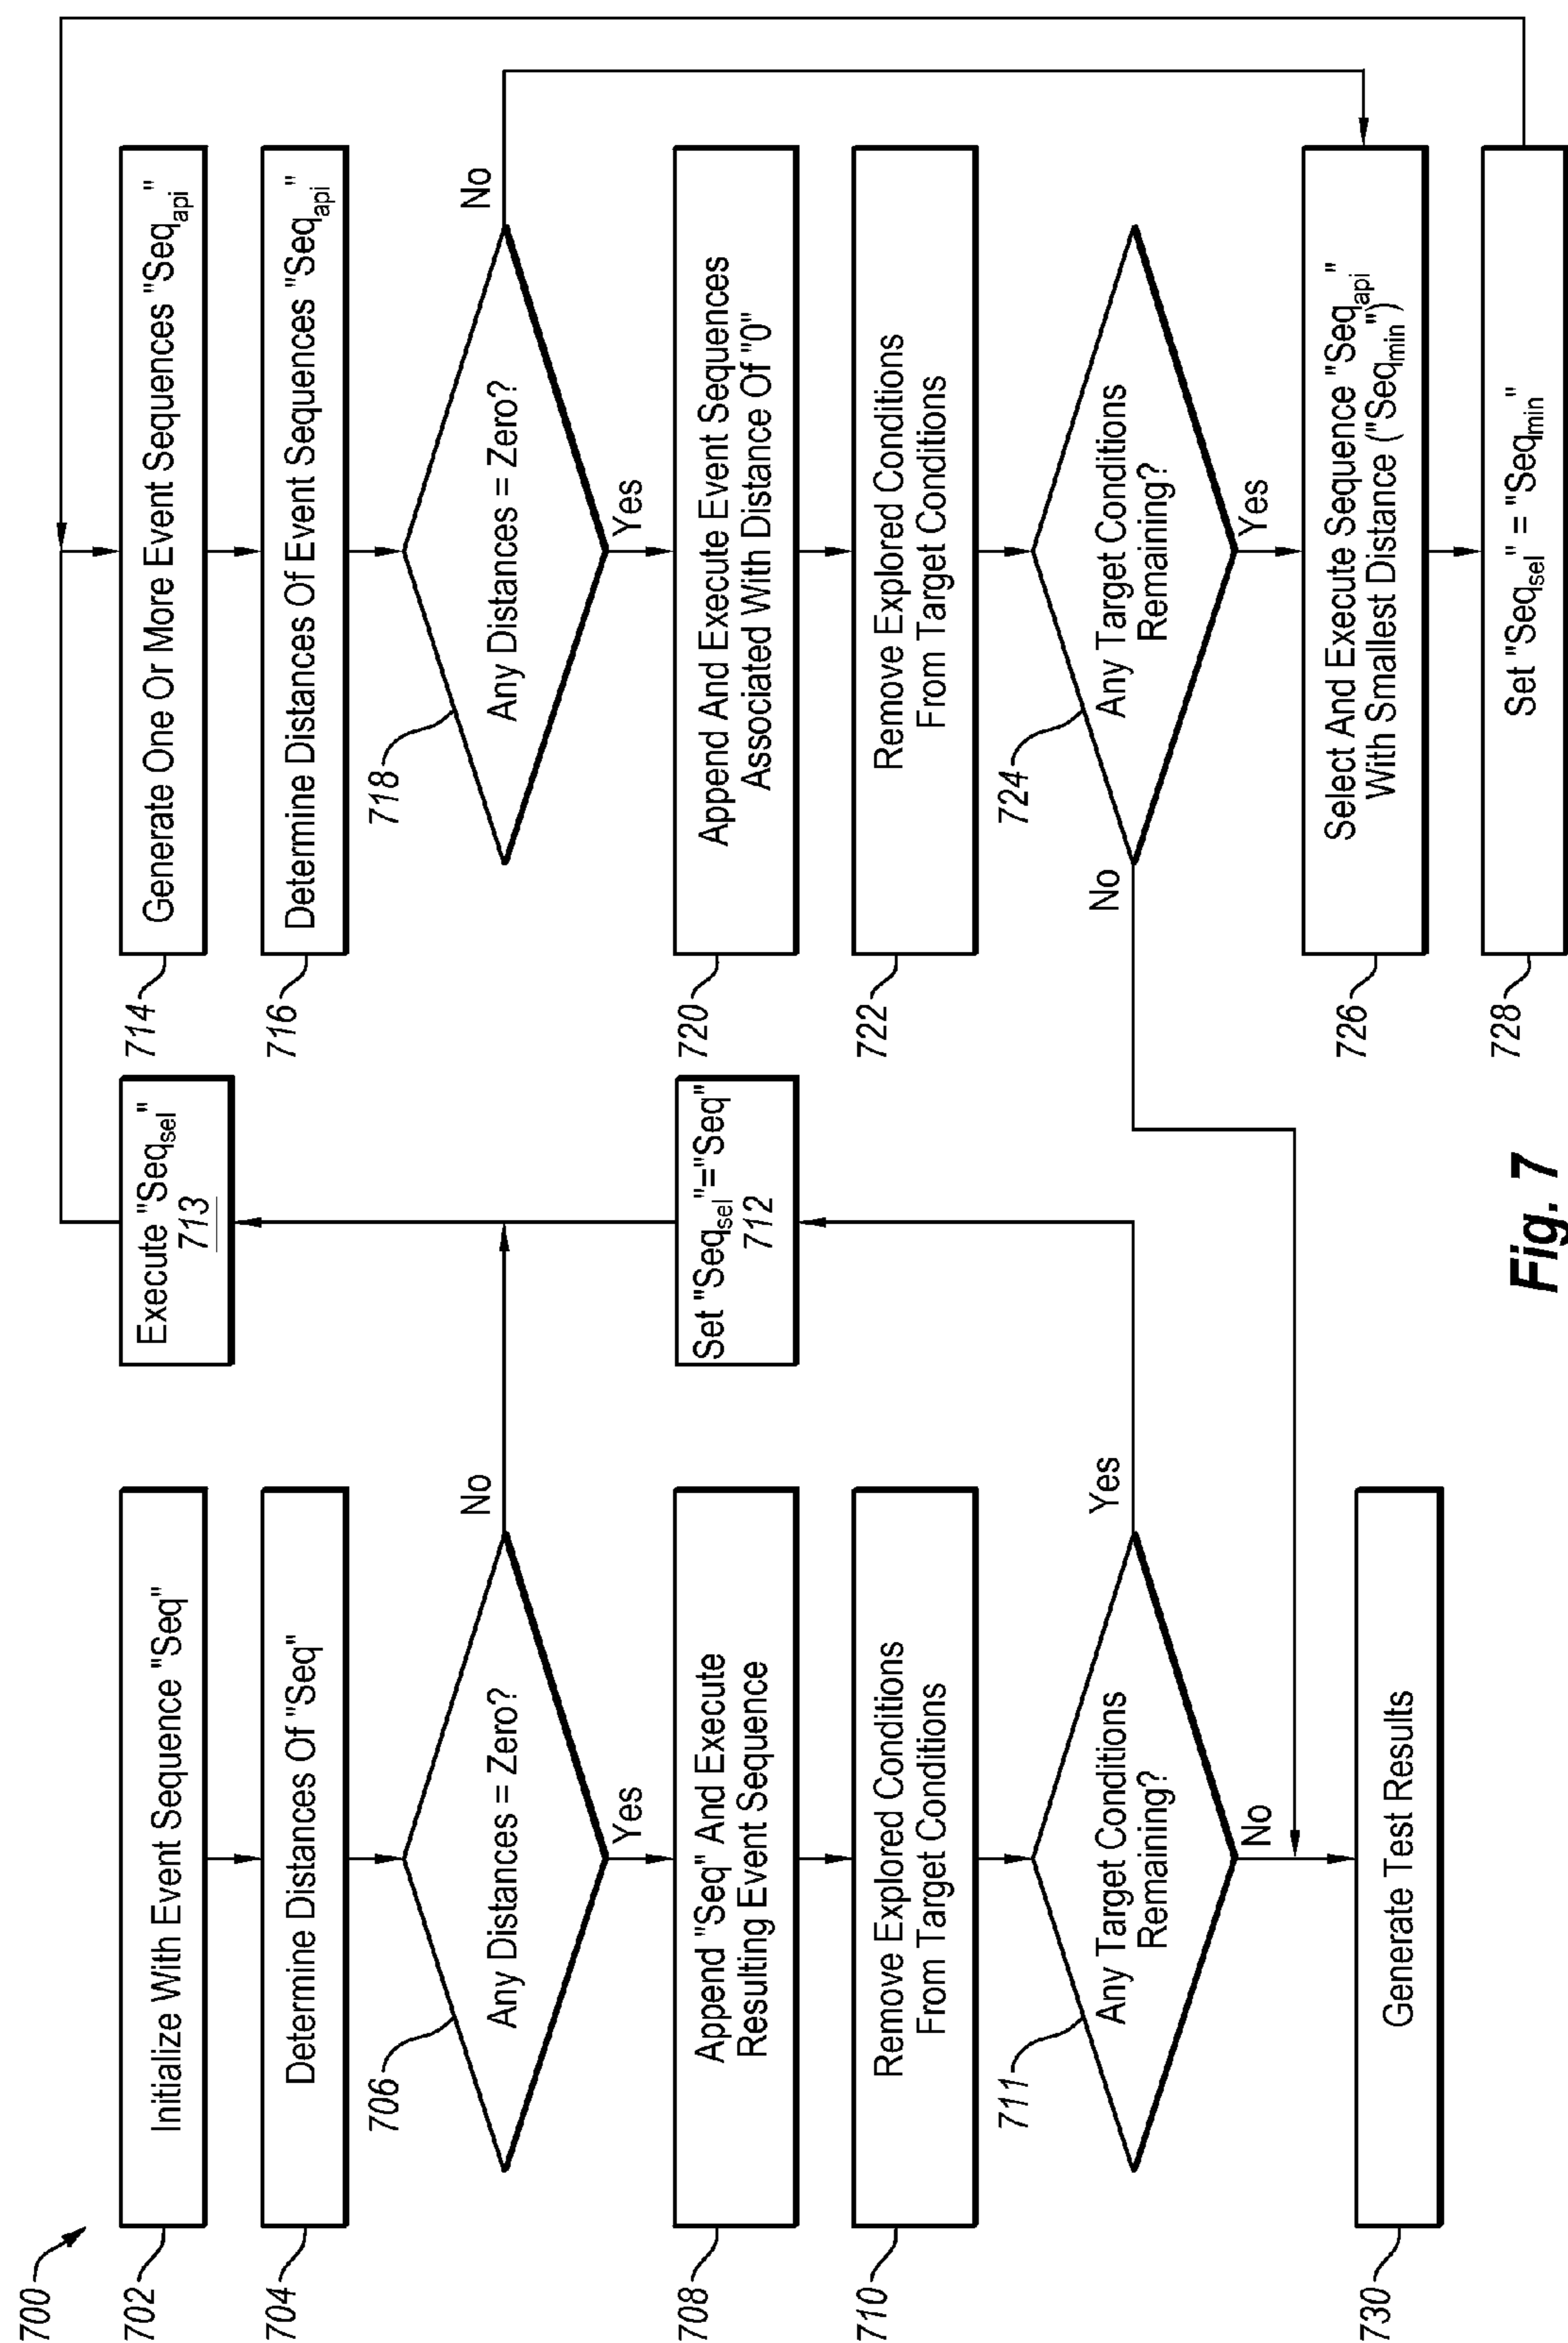 700
702
Initialize With Event Sequence "Seq"
704
Determine Distances Of "Seq"
706
Any Distances = Zero?
No
Yes
708
Append "Seq" And Execute
Resulting Event Sequence
710
Remove Explored Conditions
From Target Conditions
711
Any Target Conditions
Remaining?
Yes
No
730
Generate Test Results
Execute "Seqsel"
713
Set "Seqsel"="Seq"
712
714
Generate One Or More Event Sequences "Seqapi"
716
Determine Distances Of Event Sequences "Seqapi"
718
Any Distances = Zero?
No
Yes
720
Append And Execute Event Sequences
Associated With Distance Of "0"
722
Remove Explored Conditions
From Target Conditions
724
Any Target Conditions
Remaining?
No
Yes
726
Select And Execute Sequence "Seqapi"
With Smallest Distance ("Seqmin")
728
Set "Seqsel" = "Seqmin"
Fig. 7